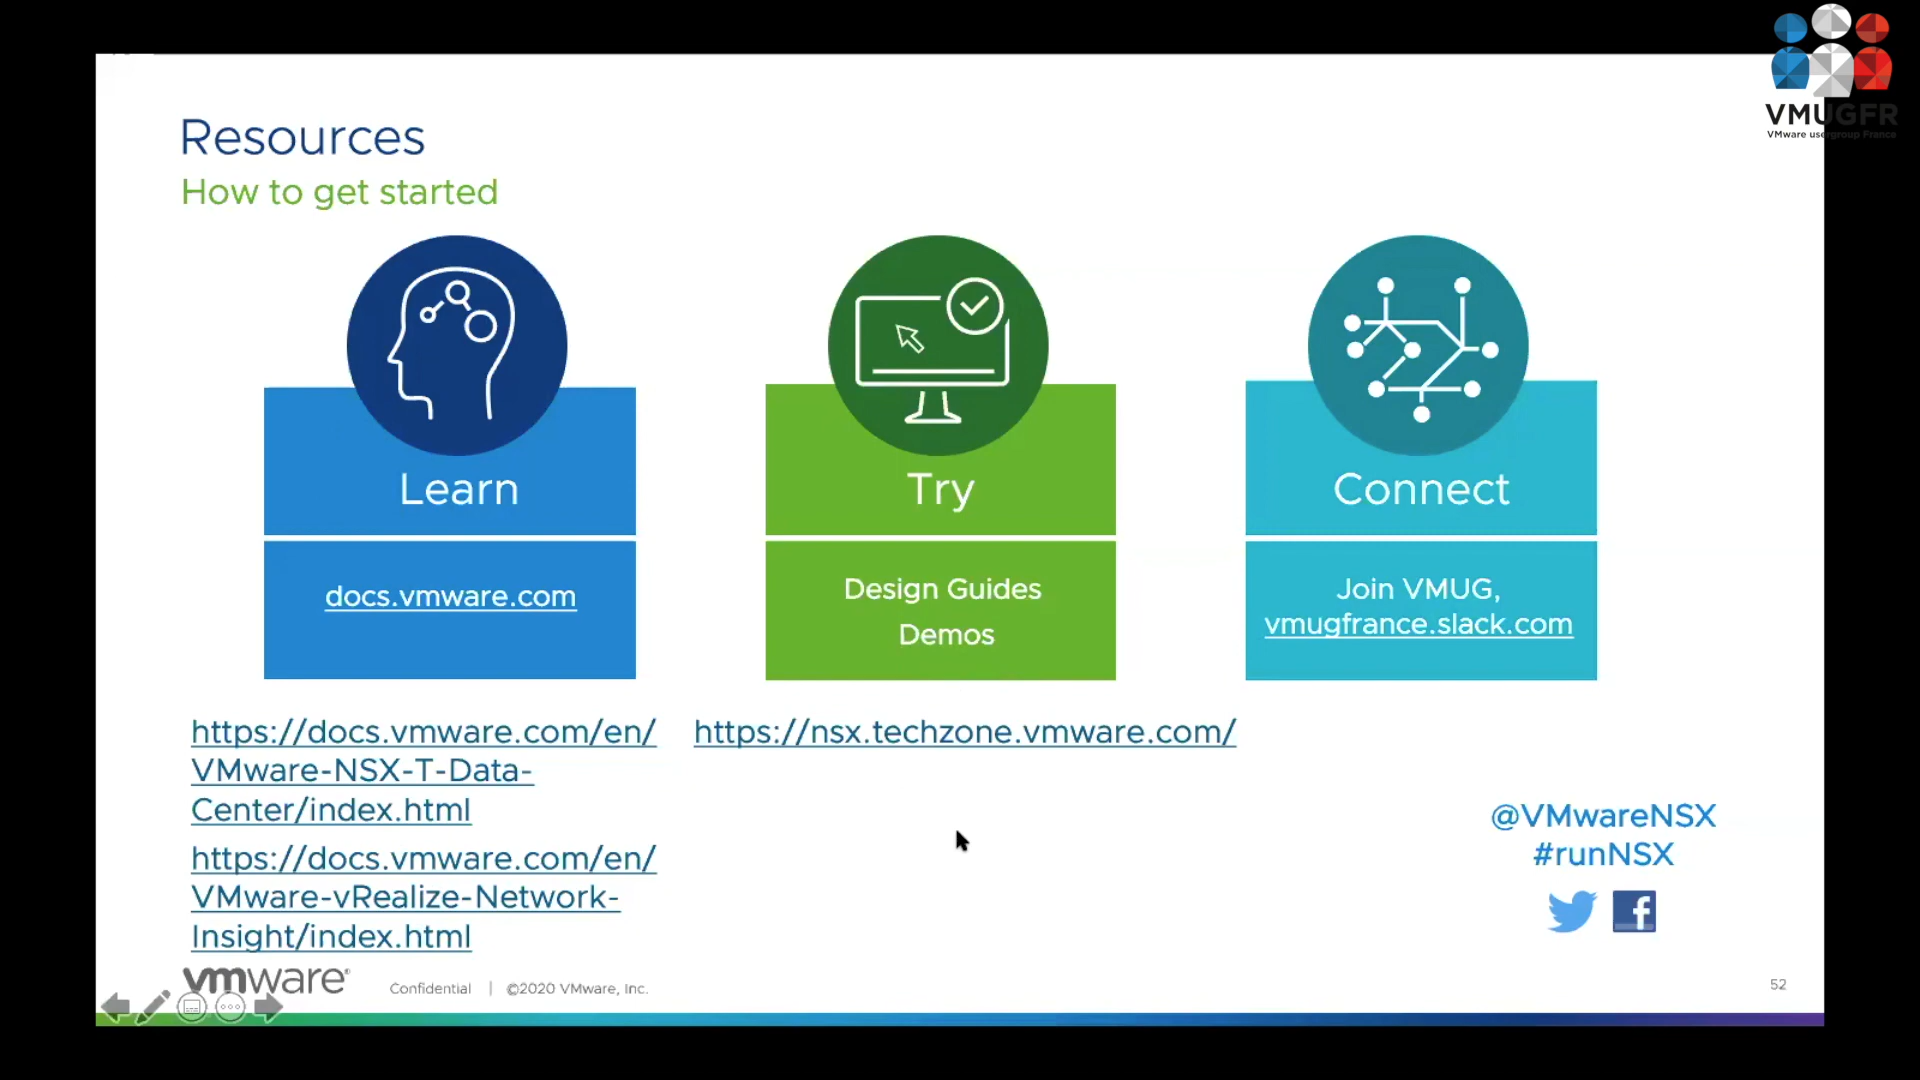 VMUGFR
VMware usergroup France
Resources
How to get started
Learn
docs.vmware.com
https://docs.vmware.com/en/
VMware-NSX-T-Data-
Center/index.html
https://docs.vmware.com/en/
VMware-vRealize-Network-
Insight/index.html
Try
Design Guides
Demos
https://nsx.techzone.vmware.com/
Connect
Join VMUG,
vmugfrance.slack.com
@VMwareNSX
#runNSX
vmware®
Confidential | ©2020 VMware, Inc.
52